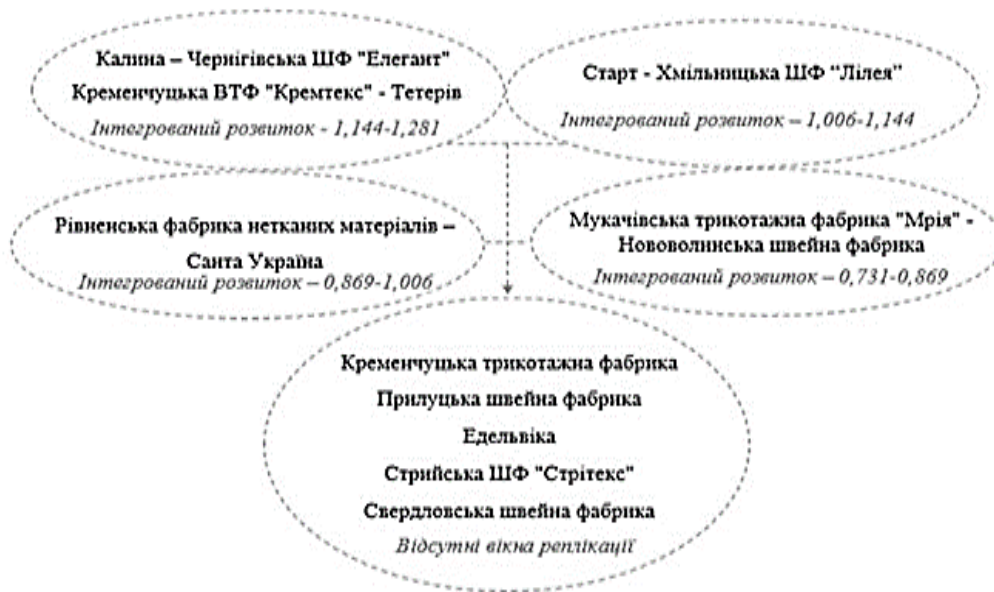 Калина – Чернігівська ШФ "Елегант"
Кременчуцька ВТФ "Кремтекс" - Тетерів
Інтегрований розвиток - 1,144-1,281
Старт - Хмільницька ШФ "Лілея"
Інтегрований розвиток – 1,006-1,144
Рівненська фабрика нетканих матеріалів –
Санта Україна
Інтегрований розвиток – 0,869-1,006
Мукачівська трикотажна фабрика "Мрія" -
Нововолинська швейна фабрика
Інтегрований розвиток – 0,731-0,869
Кременчуцька трикотажна фабрика
Прилуцька швейна фабрика
Едельвіка
Стрийська ШФ "Стрітекс"
Свердловська швейна фабрика
Відсутні вікна реплікації